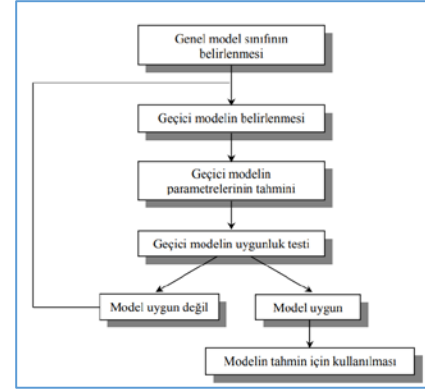 Genel model sınıfının
belirlenmesi
Geçici modelin belirlenmesi
Geçici modelin
parametrelerinin tahmini
Geçici modelin uygunluk testi
Model uygun değil
Model uygun
Modelin tahmin için kullanılması